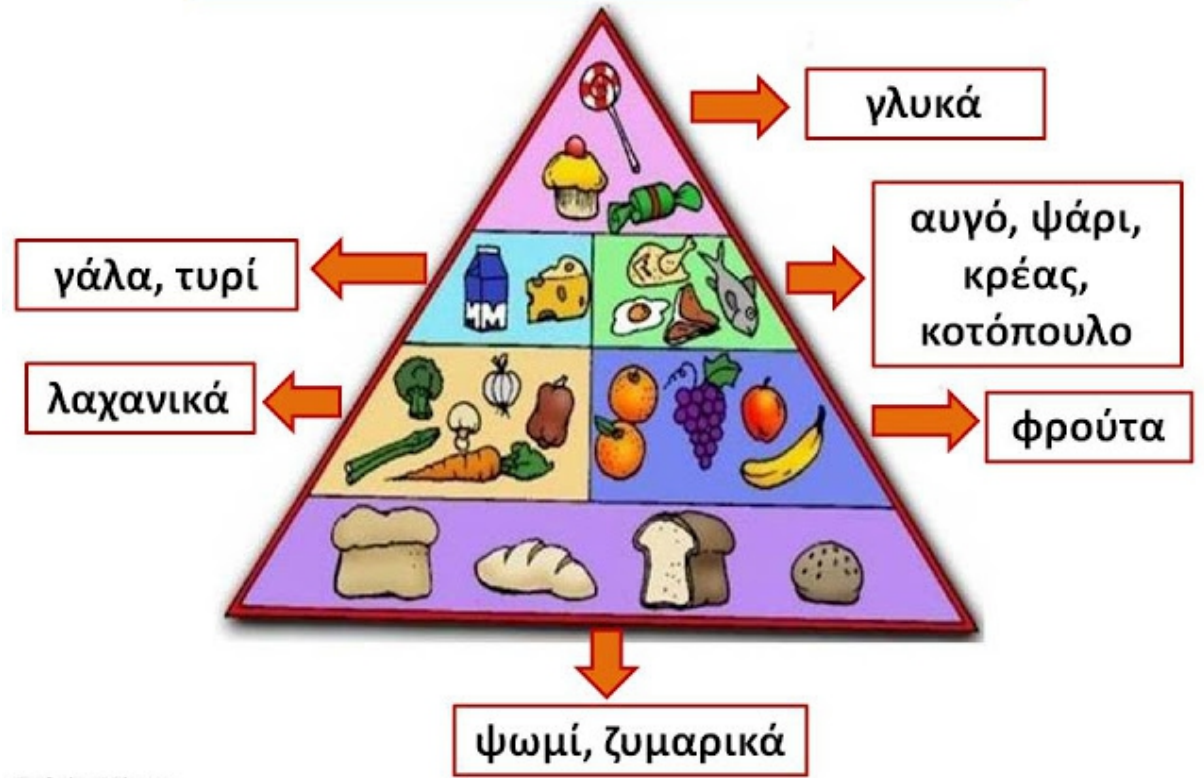 γλυκά
αυγό, ψάρι,
κρέας,
κοτόπουλο
γάλα, τυρί
λαχανικά
φρούτα
ψωμί, ζυμαρικά